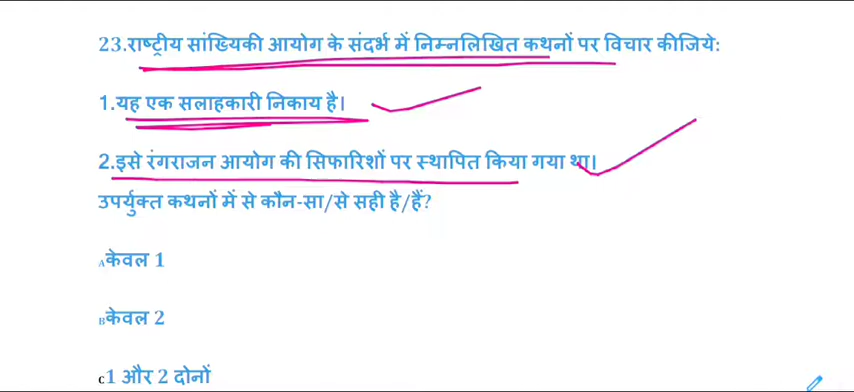 23.राष्ट्रीय सांख्यिकी आयोग के संदर्भ में निम्नलिखित कथनों पर विचार कीजिये:
1.यह एक सलाहकारी निकाय है।
2.इसे रंगराजन आयोग की सिफारिशों पर स्थापित किया गया था।
उपर्युक्त कथनों में से कौन-सा/से सही है/हैं?
Aकेवल 1
Bकेवल 2
C1 और 2 दोनों